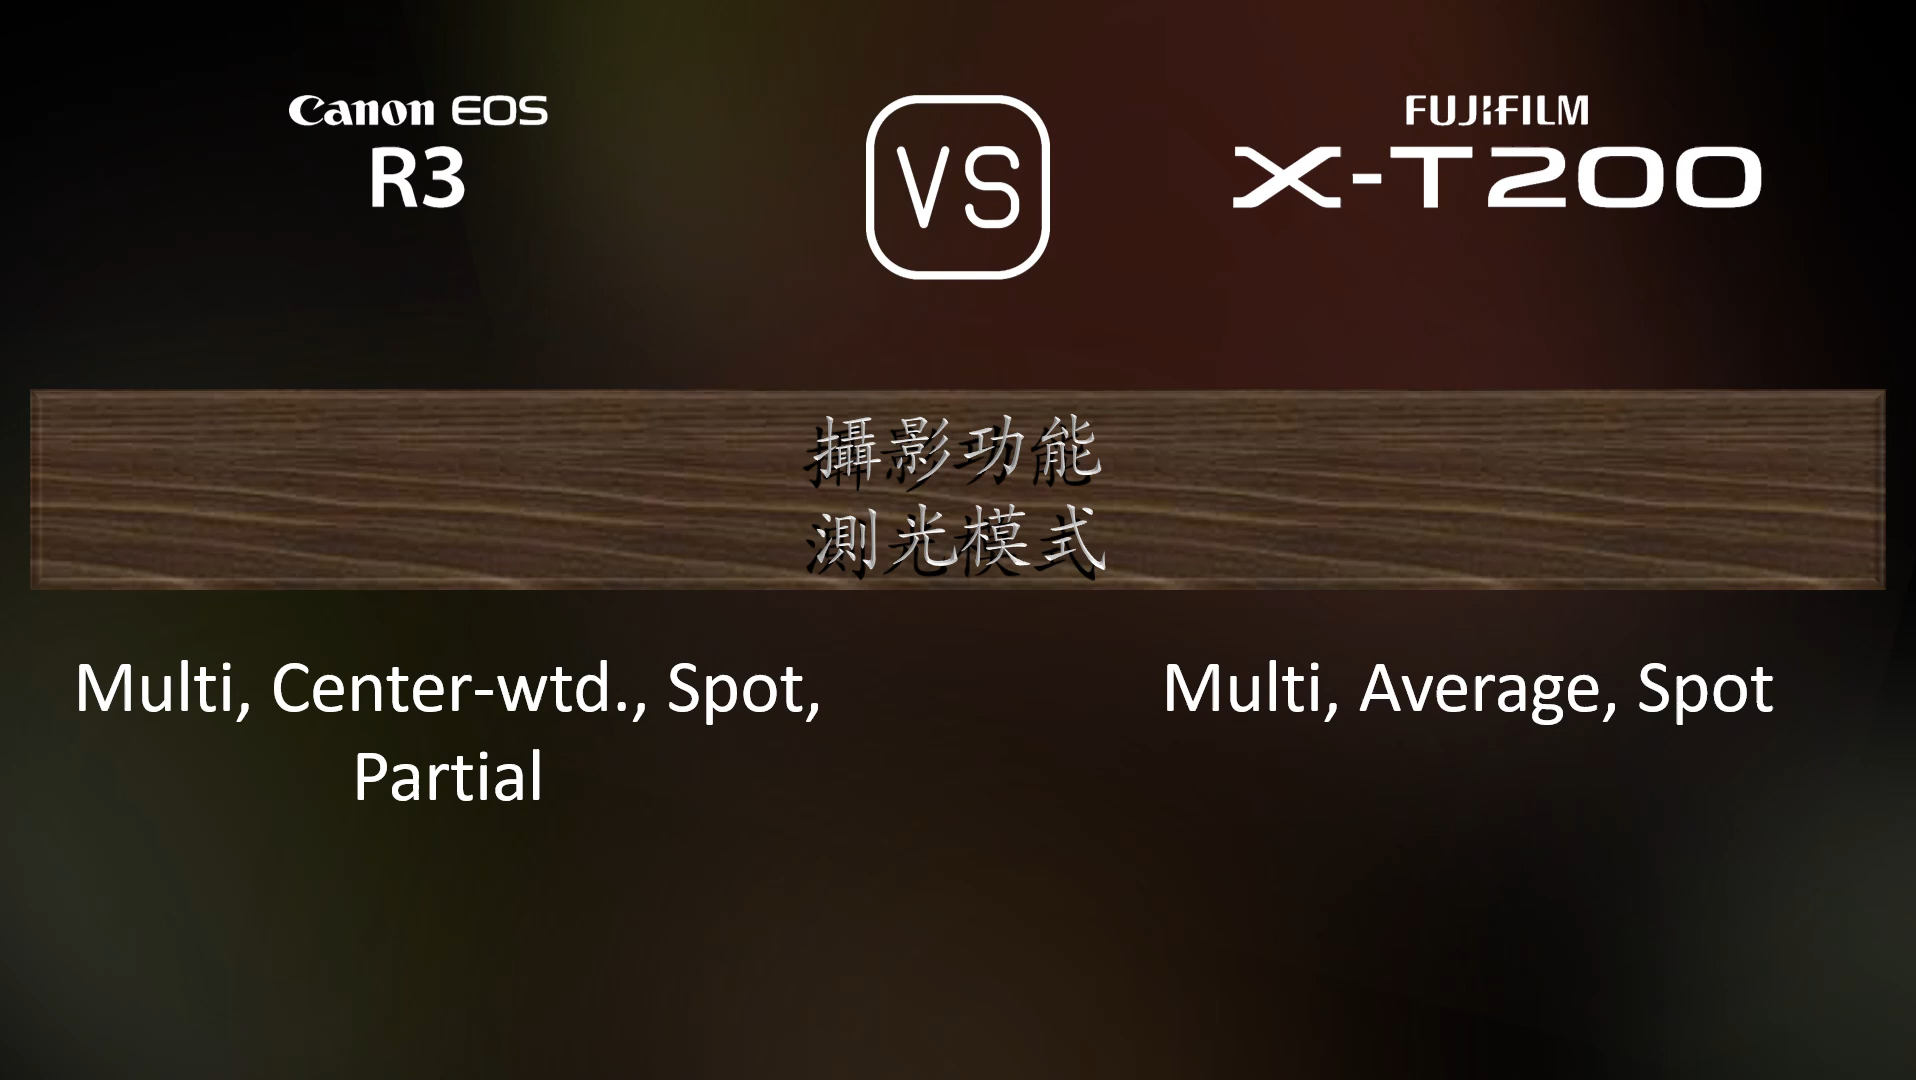 Canon EOS
R3
VS
FUJIFILM
X-T200
攝影功能
測光模式
Multi, Center-wtd., Spot,
Partial
Multi, Average, Spot